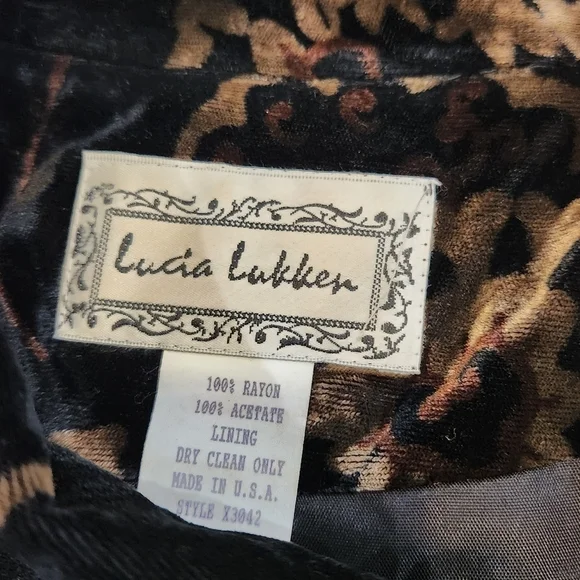 Lucia Lukken
100% RAYON
100% ACETATE
LINING
DRY CLEAN ONLY
MADE IN U.S.A.
STYLE X3042